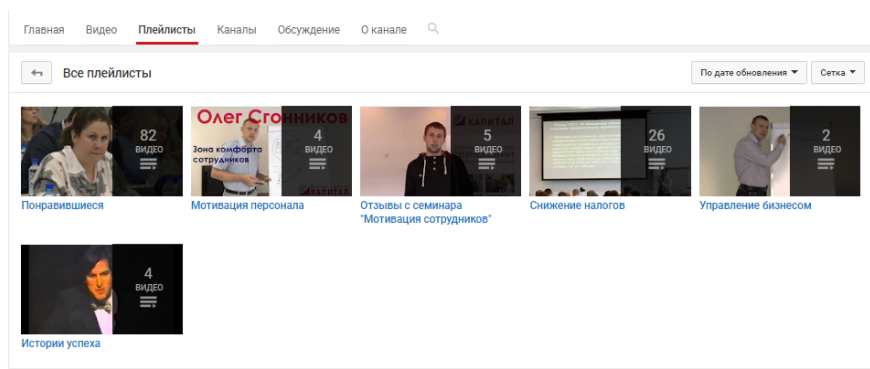 Главная Видео Плейлисты Каналы Обсуждение О канале
Все плейлисты По дате обновления Сетка
82
ВИДЕО
Понравившиеся
Олег Сгонников
Зона комфорта
сотрудников
4
ВИДЕО
КАПИТАЛ
Мотивация персонала
КАПИТАЛ
5
ВИДЕО
Отзывы с семинара
"Мотивация сотрудников"
26
ВИДЕО
Снижение налогов
2
ВИДЕО
Управление бизнесом
4
ВИДЕО
Истории успеха